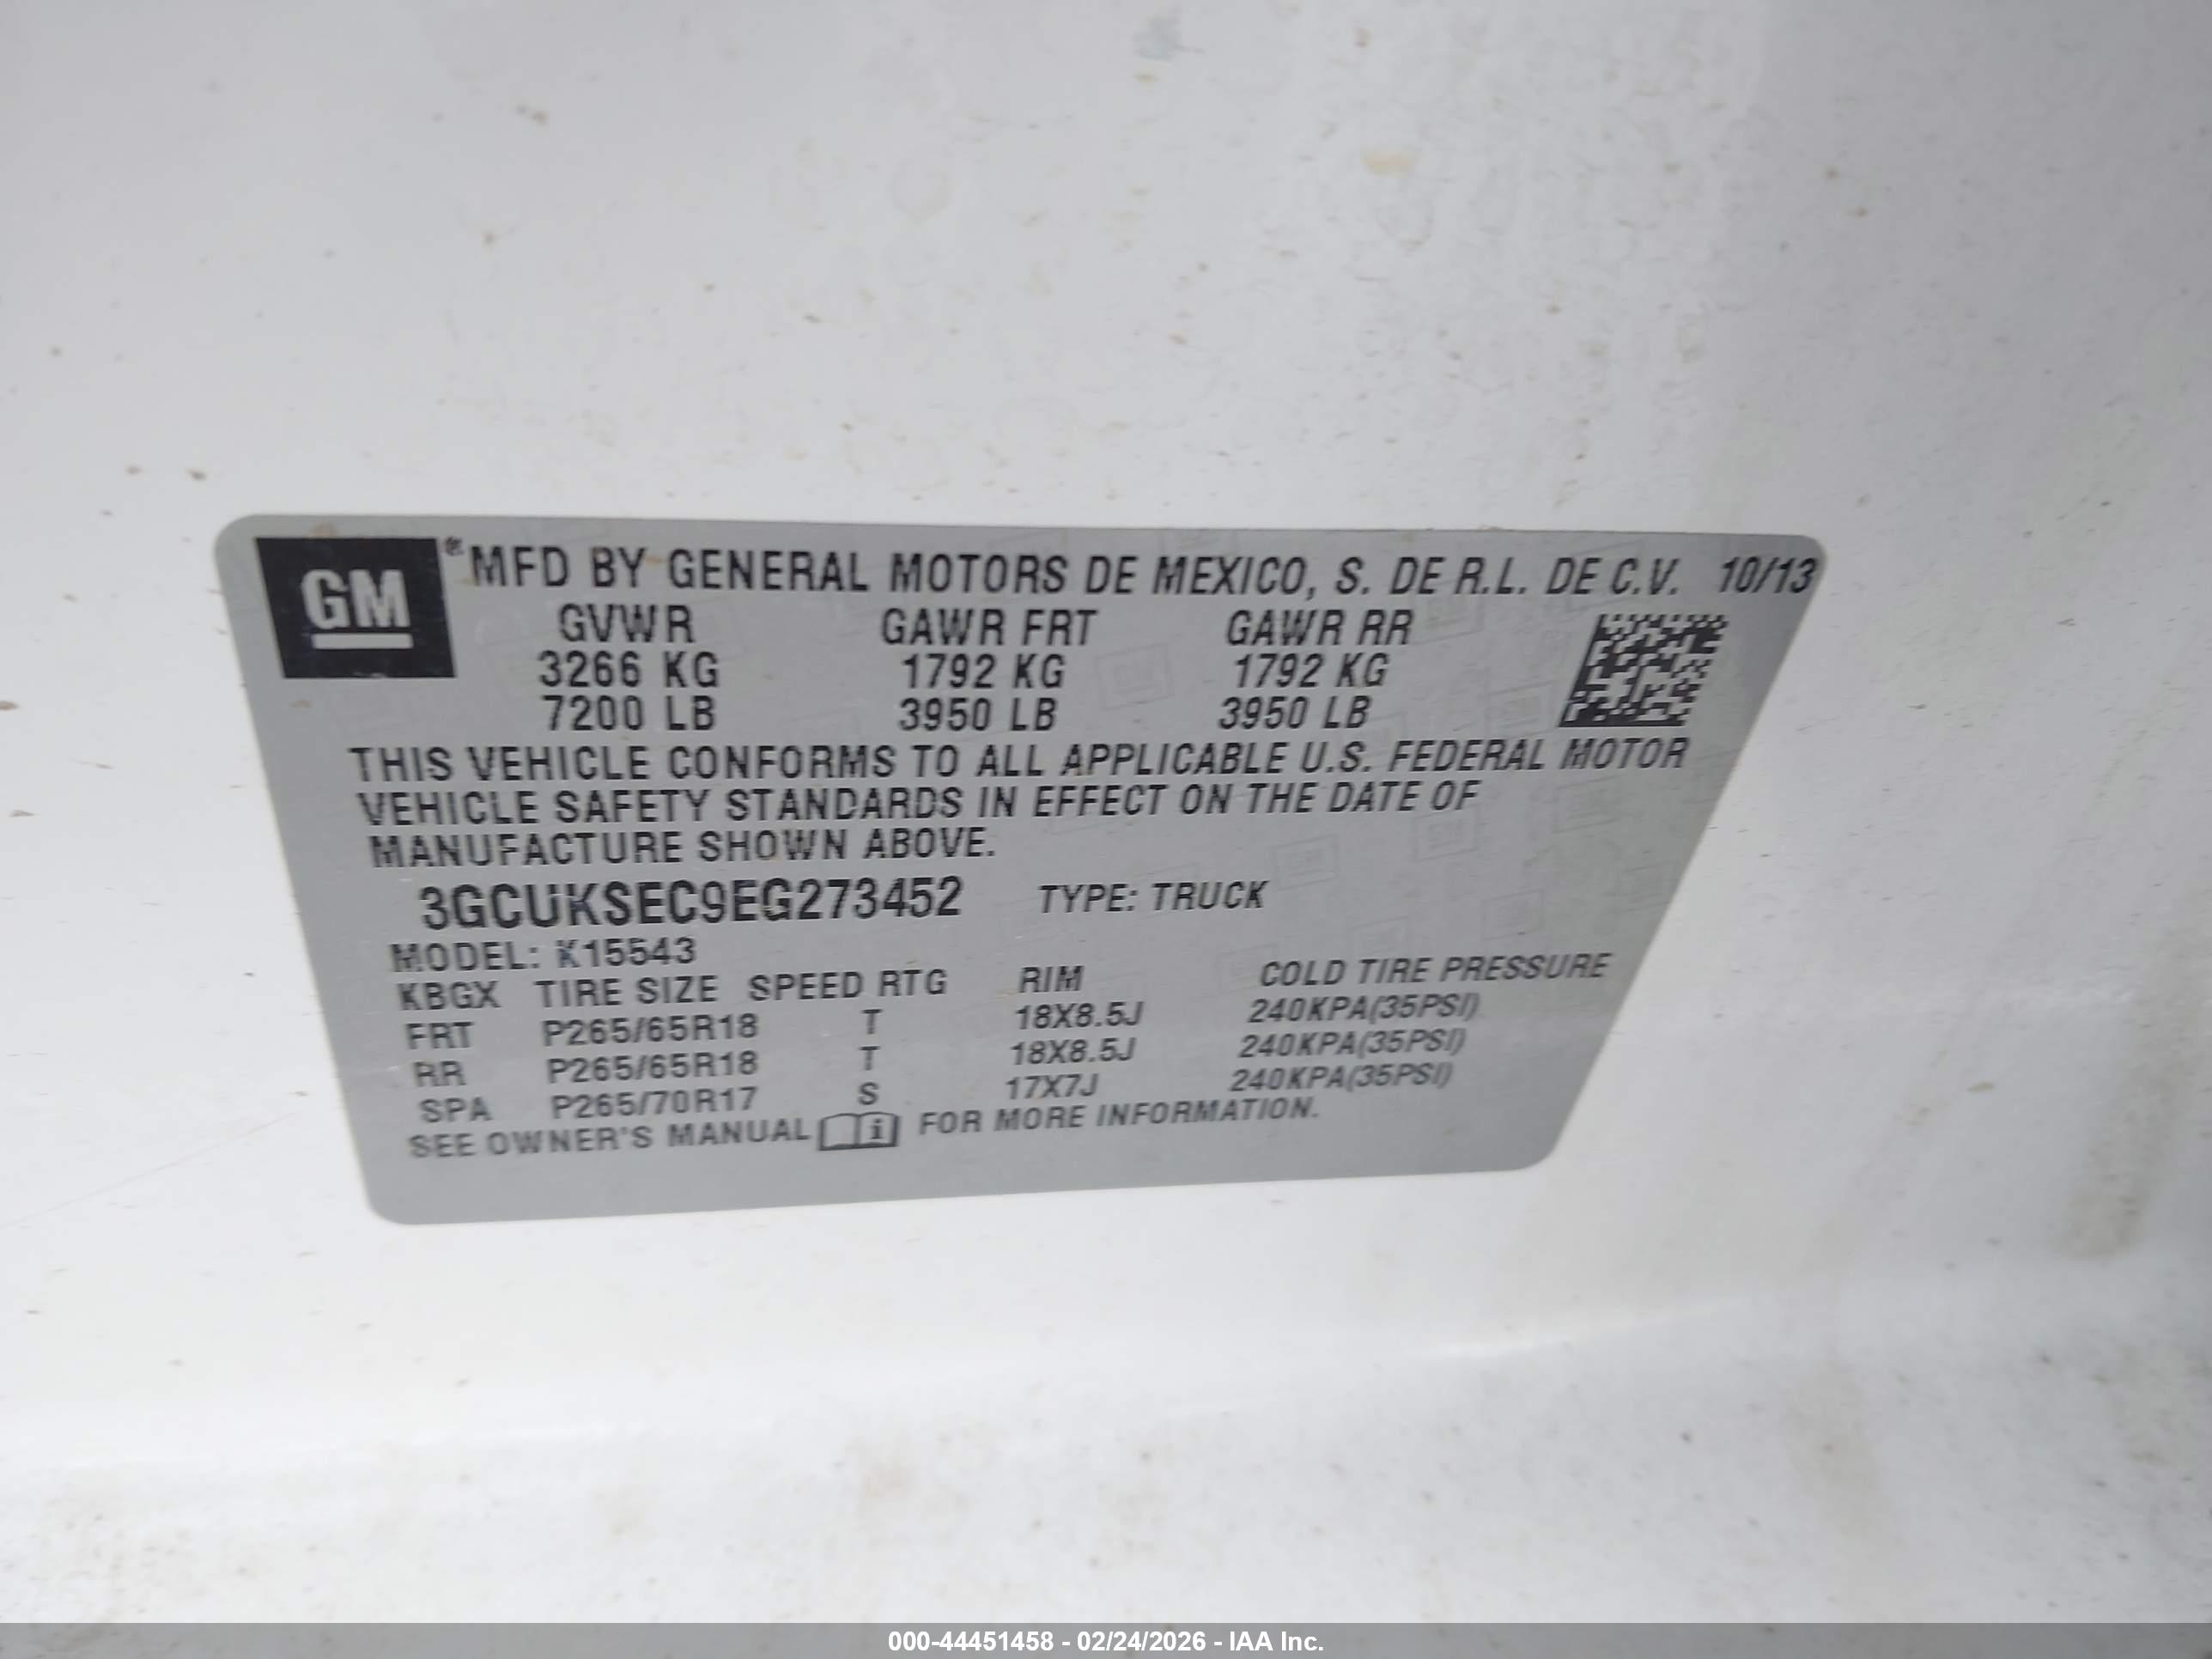 GM ® MFD BY GENERAL MOTORS DE MEXICO, S. DE R.L. DE C.V. 10/13
GVWR GAWR FRT GAWR RR
3266 KG 1792 KG 1792 KG
7200 LB 3950 LB 3950 LB
THIS VEHICLE CONFORMS TO ALL APPLICABLE U.S. FEDERAL MOTOR
VEHICLE SAFETY STANDARDS IN EFFECT ON THE DATE OF
MANUFACTURE SHOWN ABOVE.
3GCUKSEC9EG273452 TYPE: TRUCK
MODEL: K15543
KBGX TIRE SIZE SPEED RTG RIM COLD TIRE PRESSURE
FRT P265/65R18 T 18X8.5J 240KPA(35PSI)
RR P265/65R18 T 18X8.5J 240KPA(35PSI)
SPA P265/70R17 S 17X7J 240KPA(35PSI)
SEE OWNER'S MANUAL i FOR MORE INFORMATION.
000-44451458 - 02/24/2026 - IAA Inc.